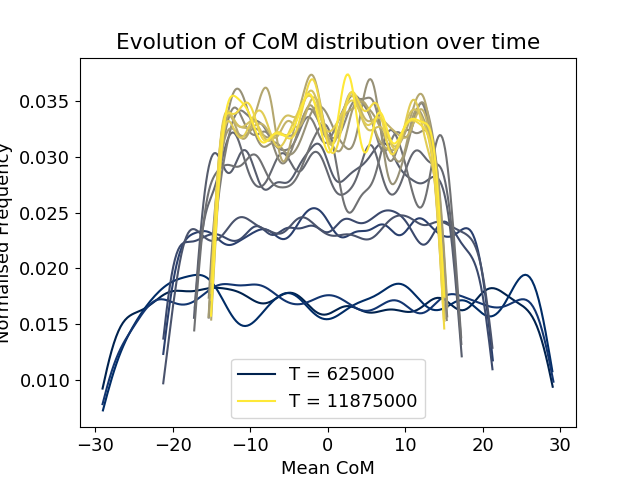 Evolution of CoM distribution over time
Normalised Frequency
0.035
0.030
0.025
0.020
0.015
0.010
T = 625000
T = 11875000
−30
−20
−10
0
10
20
30
Mean CoM